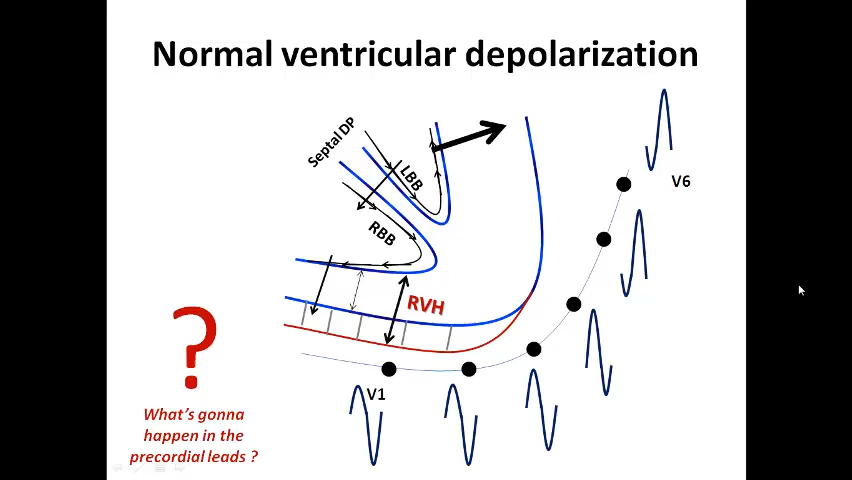 Normal ventricular depolarization
Septal DP
LBB
RBB
RVH
V6
V1
?
What's gonna
happen in the
precordial leads ?